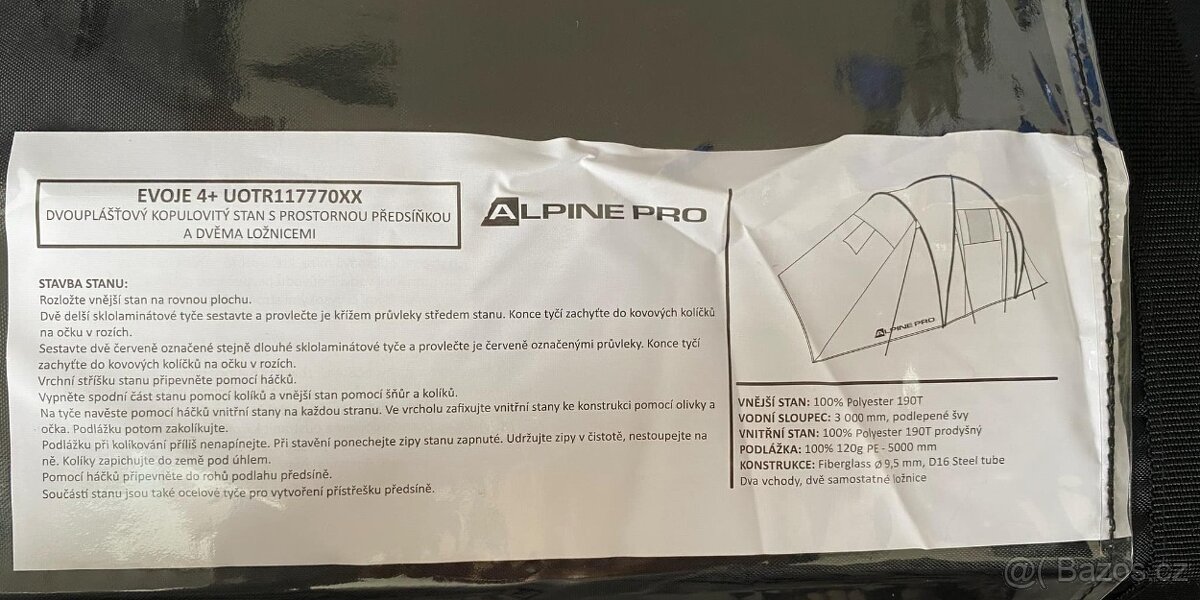 EVOJE 4+ UOTR117770XX
DVOUPLÁŠŤOVÝ KOPULOVITÝ STAN S PROSTORNOU PŘEDSÍŇKOU
A DVĚMA LOŽNICEMI
ALPINE PRO
STAVBA STANU:
Rozložte vnější stan na rovnou plochu.
Dvě delší sklolaminátové tyče sestavte a provlečte je křížem průvleky středem stanu. Konce tyčí zachyťte do kovových kolíčků
na očku v rozích.
Sestavte dvě červeně označené stejně dlouhé sklolaminátové tyče a provlečte je červeně označenými průvleky. Konce tyčí
zachyťte do kovových kolíčků na očku v rozích.
Vrchní stříšku stanu připevněte pomocí háčků.
Vypněte spodní část stanu pomocí kolíků a vnější stan pomocí šňůr a kolíků.
Na tyče navěste pomocí háčků vnitřní stany na každou stranu. Ve vrcholu zafixujte vnitřní stany ke konstrukci pomocí olivky a
očka. Podlážku potom zakolíkujte.
Podlážku při kolíkování příliš nenapínejte. Při stavění ponechejte zipy stanu zapnuté. Udržujte zipy v čistotě, nestoupejte na
ně. Kolíky zapichujte do země pod úhlem.
Pomocí háčků připevněte do rohů podlahu předsíně.
Součástí stanu jsou také ocelové tyče pro vytvoření přístřešku předsíně.
ALPINE PRO
VNĚJŠÍ STAN: 100% Polyester 190T
VODNÍ SLOUPEC: 3 000 mm, podlepené švy
VNITŘNÍ STAN: 100% Polyester 190T prodyšný
PODLÁŽKA: 100% 120g PE - 5000 mm
KONSTRUKCE: Fiberglass ø 9,5 mm, D16 Steel tube
Dva vchody, dvě samostatné ložnice
@( Bazos.cz